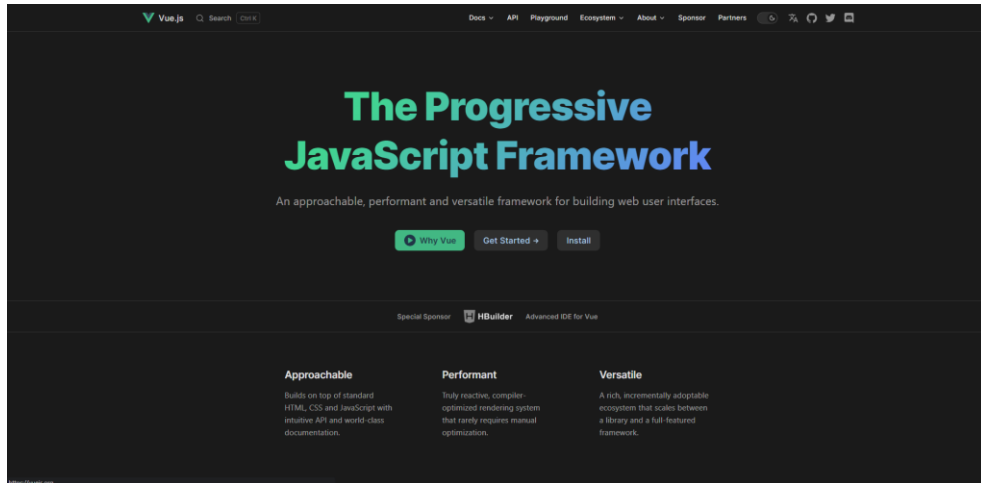 Vue.js Search Ctrl K Docs API Playground Ecosystem About Sponsor Partners
The Progressive
JavaScript Framework
An approachable, performant and versatile framework for building web user interfaces.
Why Vue Get Started → Install
Special Sponsor HBuilder Advanced IDE for Vue
Approachable
Builds on top of standard
HTML, CSS and JavaScript with
intuitive API and world-class
documentation.
Performant
Truly reactive, compiler-
optimized rendering system
that rarely requires manual
optimization.
Versatile
A rich, incrementally adoptable
ecosystem that scales between
a library and a full-featured
framework.